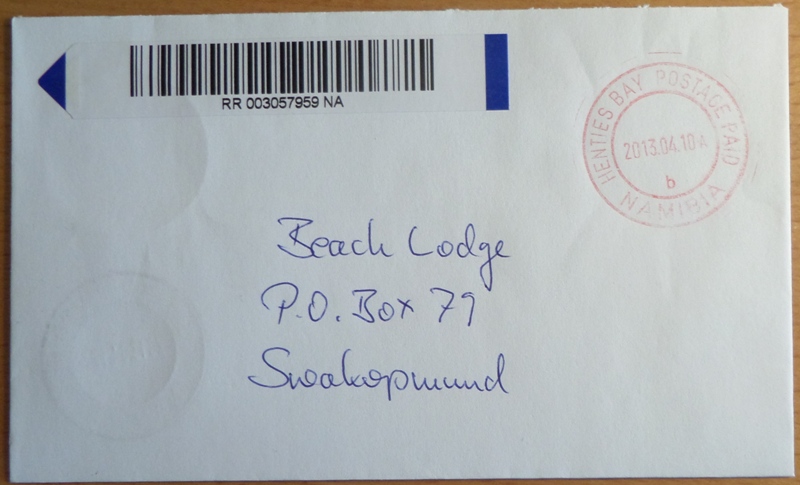 RR 003057959 NA
HENTIES BAY POSTAGE PAID
2013.04.10 A
b
NAMIBIA
Beach Lodge
P.O. Box 79
Swakopmund